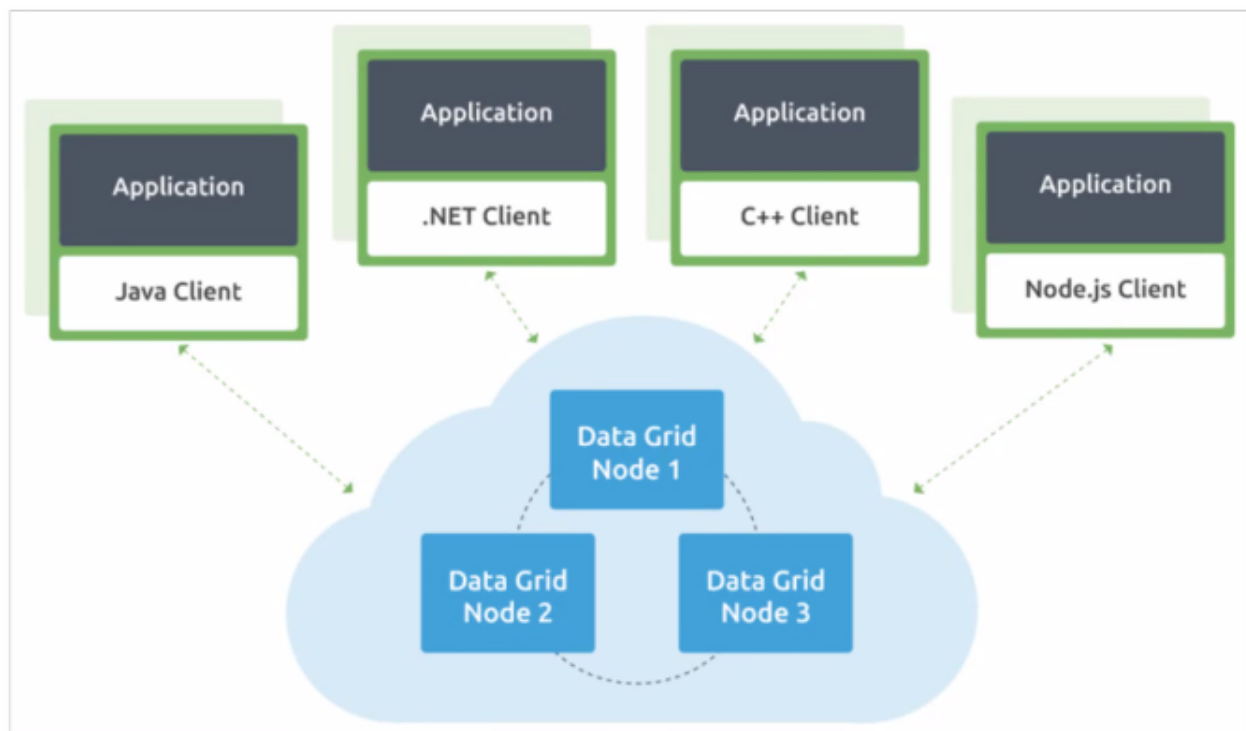 Application
Java Client
Application
.NET Client
Application
C++ Client
Application
Node.js Client
Data Grid
Node 1
Data Grid
Node 2
Data Grid
Node 3